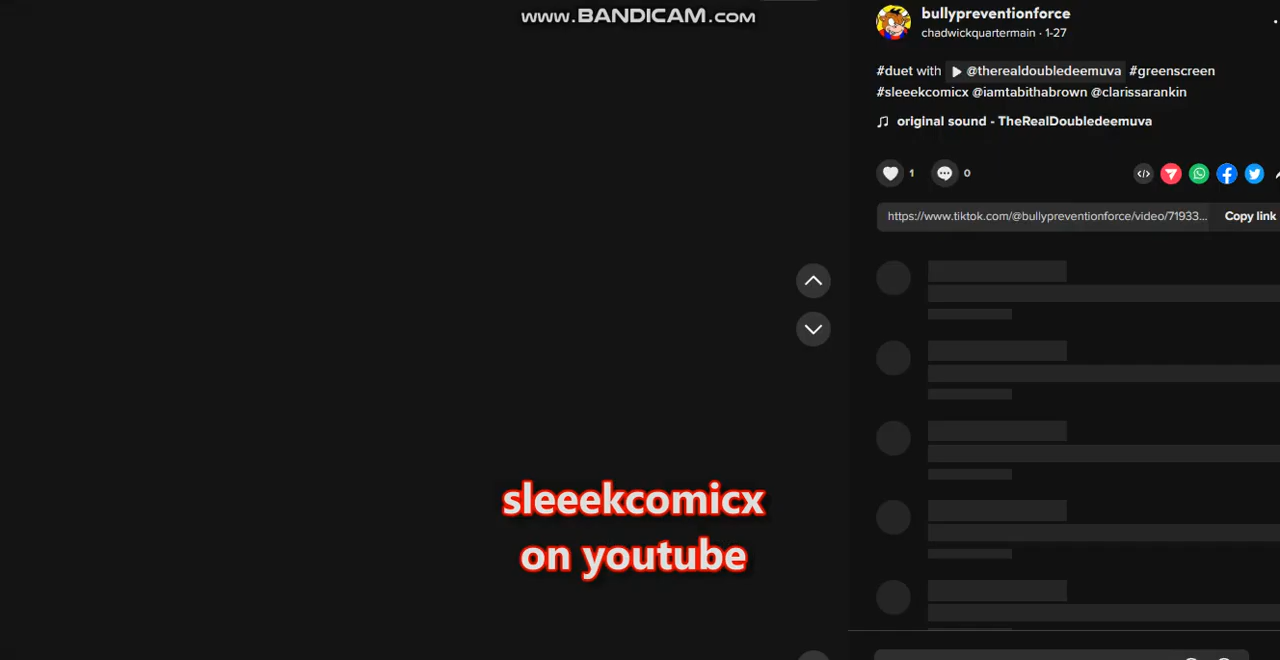 www.BANDICAM.com
bullypreventionforce
chadwickquartermain · 1-27
#duet with @therealdoubledeemuva #greenscreen
#sleeekcomicx @iamtabithabrown @clarissarankin
original sound - TheRealDoubledeemuva
1
0
https://www.tiktok.com/@bullypreventionforce/video/71933...
Copy link
sleeekcomicx
on youtube